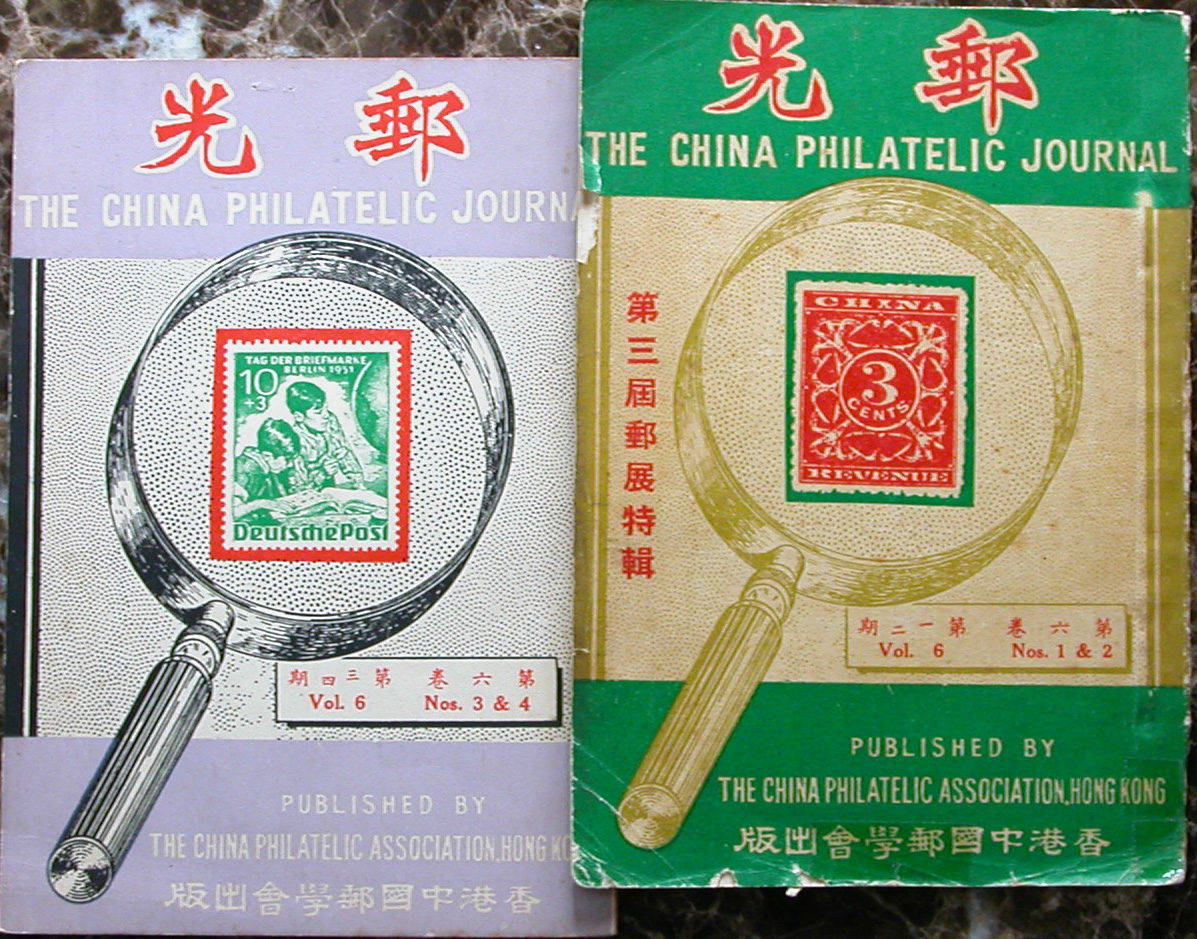 郵光
THE CHINA PHILATELIC JOURNA
TAG DER BRIEFMARKE
BERLIN 1951
10
+3
Deutsche Post
第六卷 第三四期
Vol. 6 Nos. 3 & 4
PUBLISHED BY
THE CHINA PHILATELIC ASSOCIATION,HONG KO
香港中國郵學會出版
郵光
THE CHINA PHILATELIC JOURNAL
第三屆郵展特輯
CHINA
3
CENTS
REVENUE
第六卷 第一二期
Vol. 6 Nos. 1 & 2
PUBLISHED BY
THE CHINA PHILATELIC ASSOCIATION,HONG KONG
香港中國郵學會出版